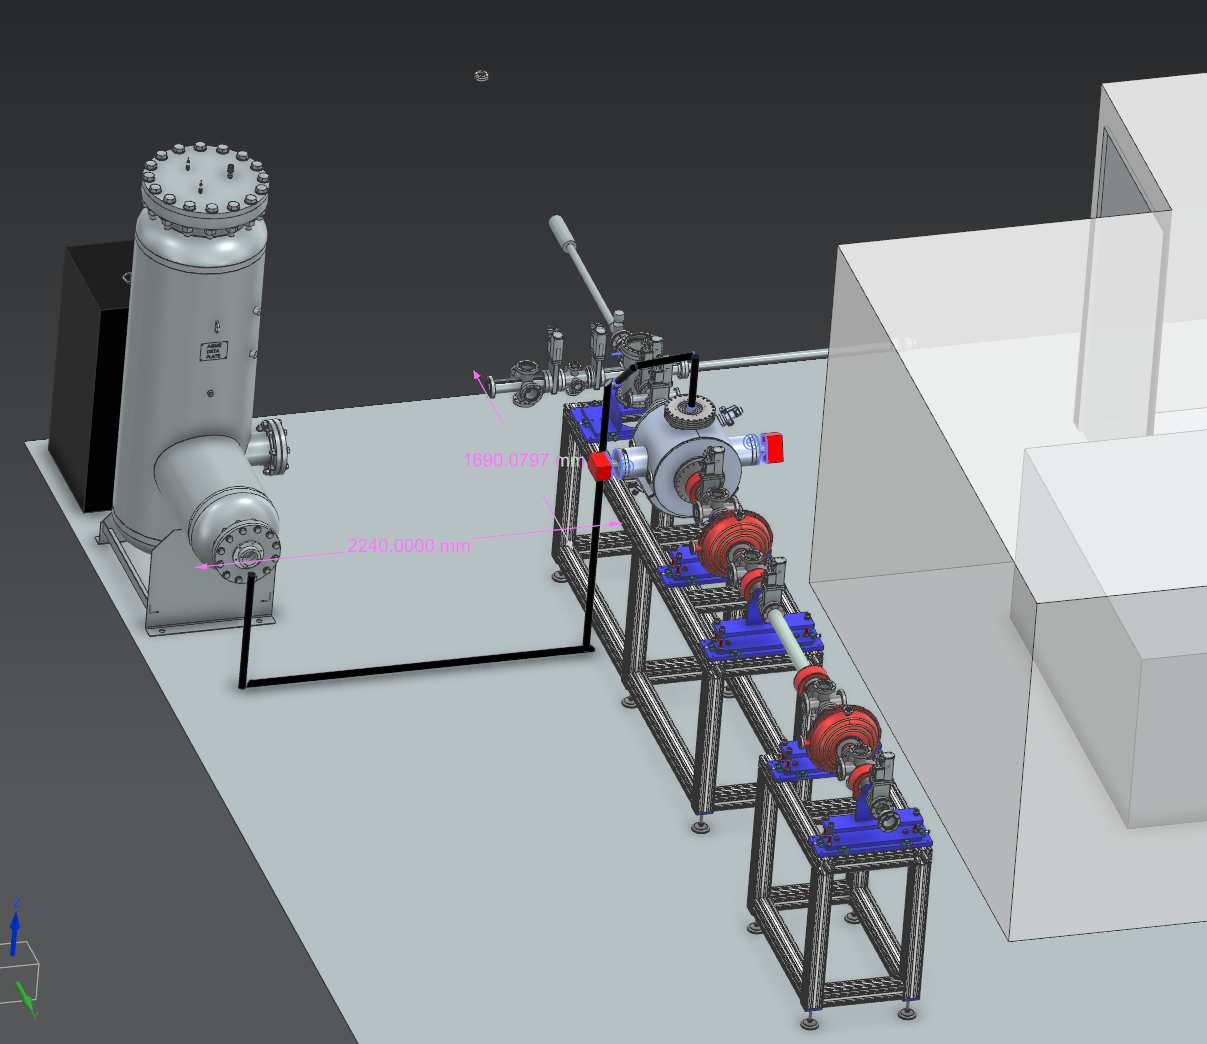 ASME
DATA
PLATE
1690.0797 mm
2240.0000 mm
Z
Y